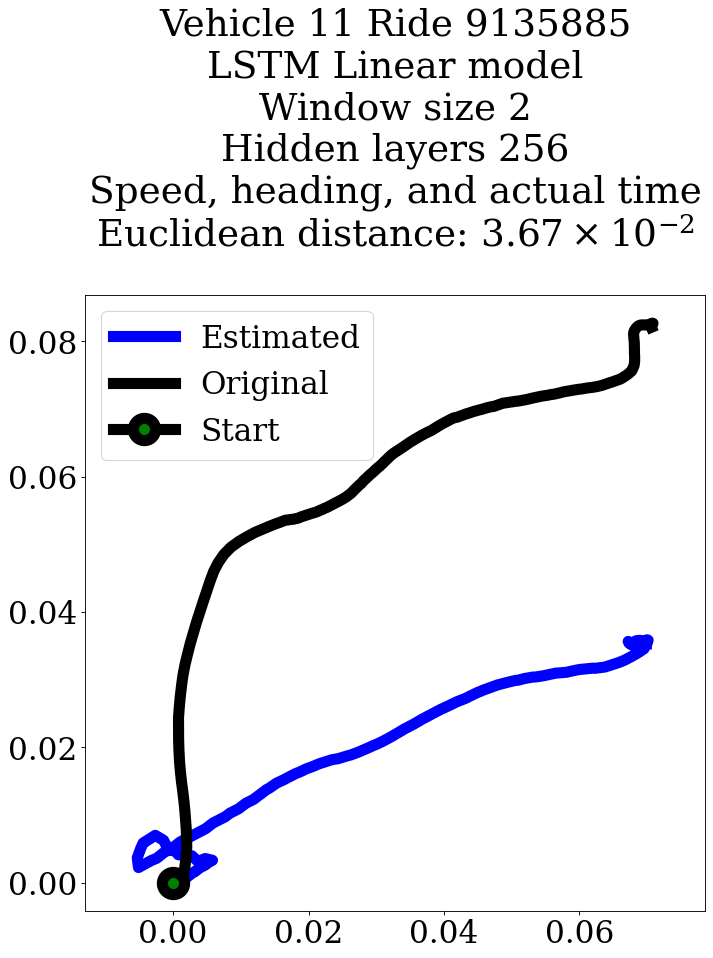 Vehicle 11 Ride 9135885
LSTM Linear model
Window size 2
Hidden layers 256
Speed, heading, and actual time
Euclidean distance: 3.67 × 10⁻²
Estimated
Original
Start
0.08
0.06
0.04
0.02
0.00
0.00 0.02 0.04 0.06